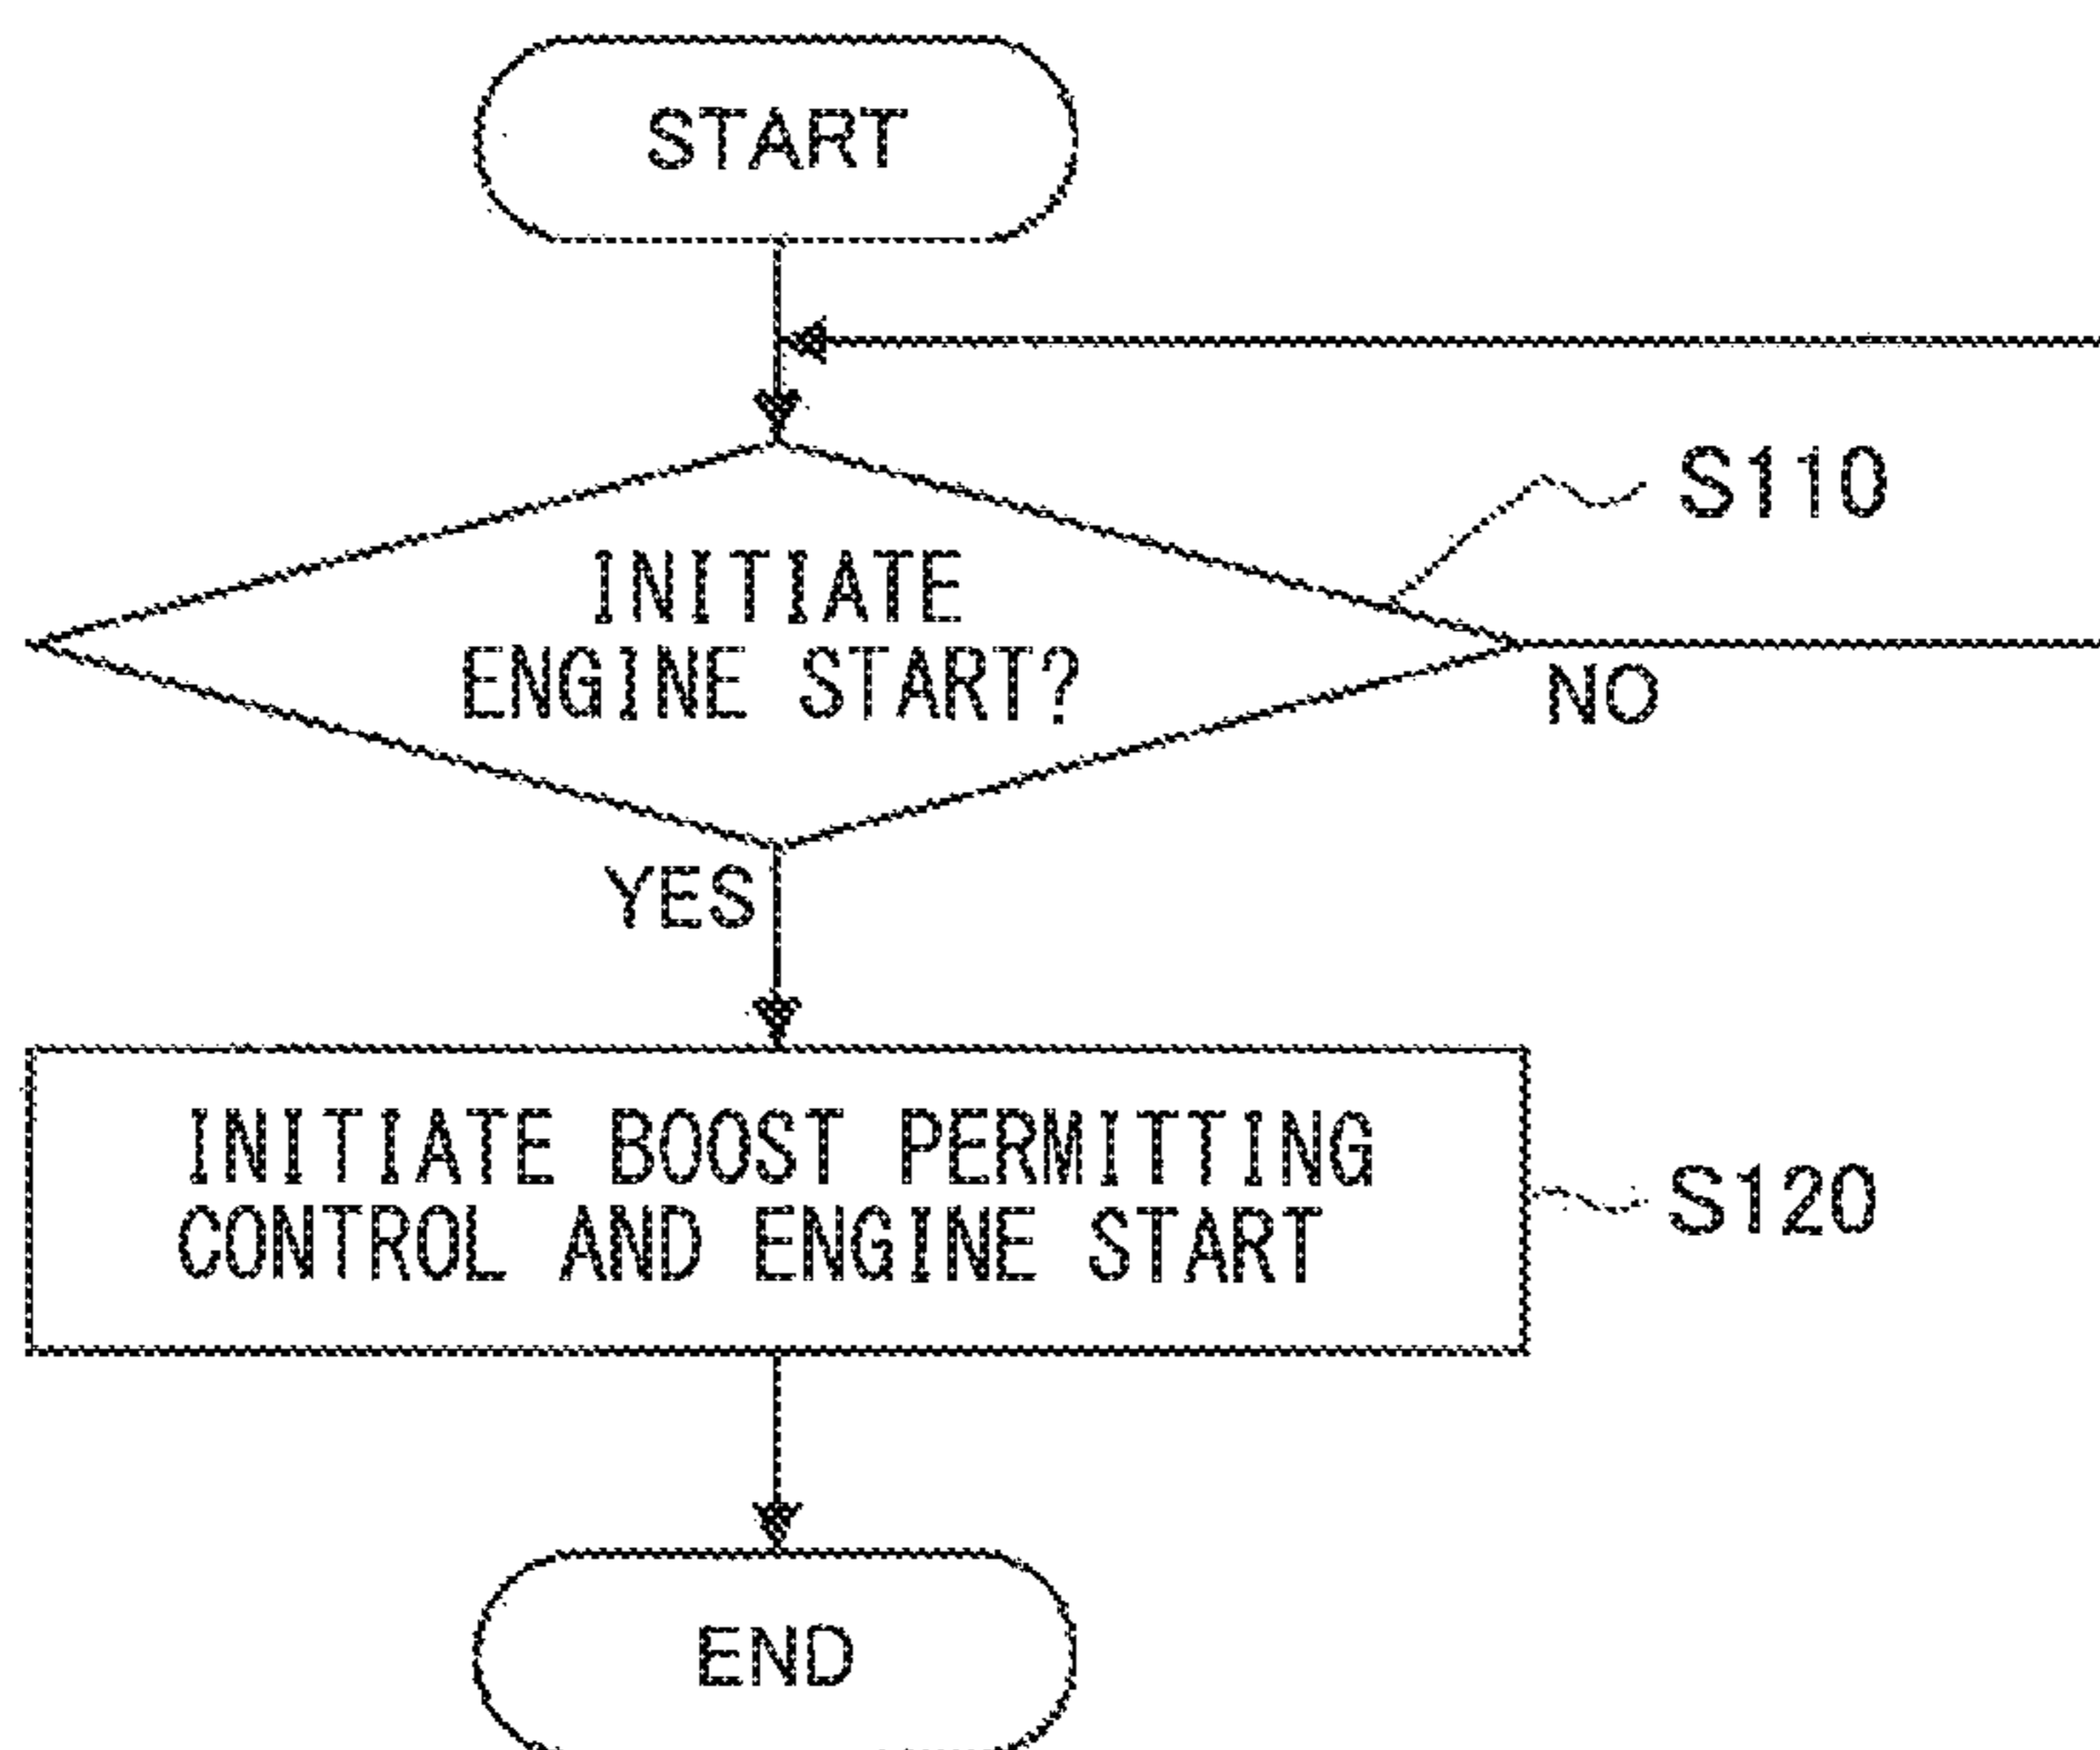 START
S110
INITIATE
ENGINE START?
NO
YES
INITIATE BOOST PERMITTING
CONTROL AND ENGINE START
S120
END